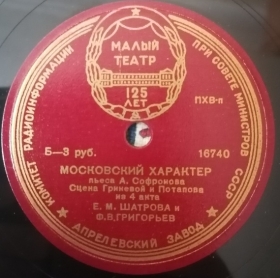 КОМИТЕТ РАДИОИНФОРМАЦИИ ПРИ СОВЕТЕ МИНИСТРОВ СССР
МАЛЫЙ
ТЕАТР
125
ЛЕТ
ПХВ-п
Б—3 руб.
16740
МОСКОВСКИЙ ХАРАКТЕР
пьеса А. Софронова
Сцена Гриневой и Потапова
из 4 акта
Е. М. ШАТРОВА и
Ф.В,ГРИГОРЬЕВ
АПРЕЛЕВСКИЙ ЗАВОД